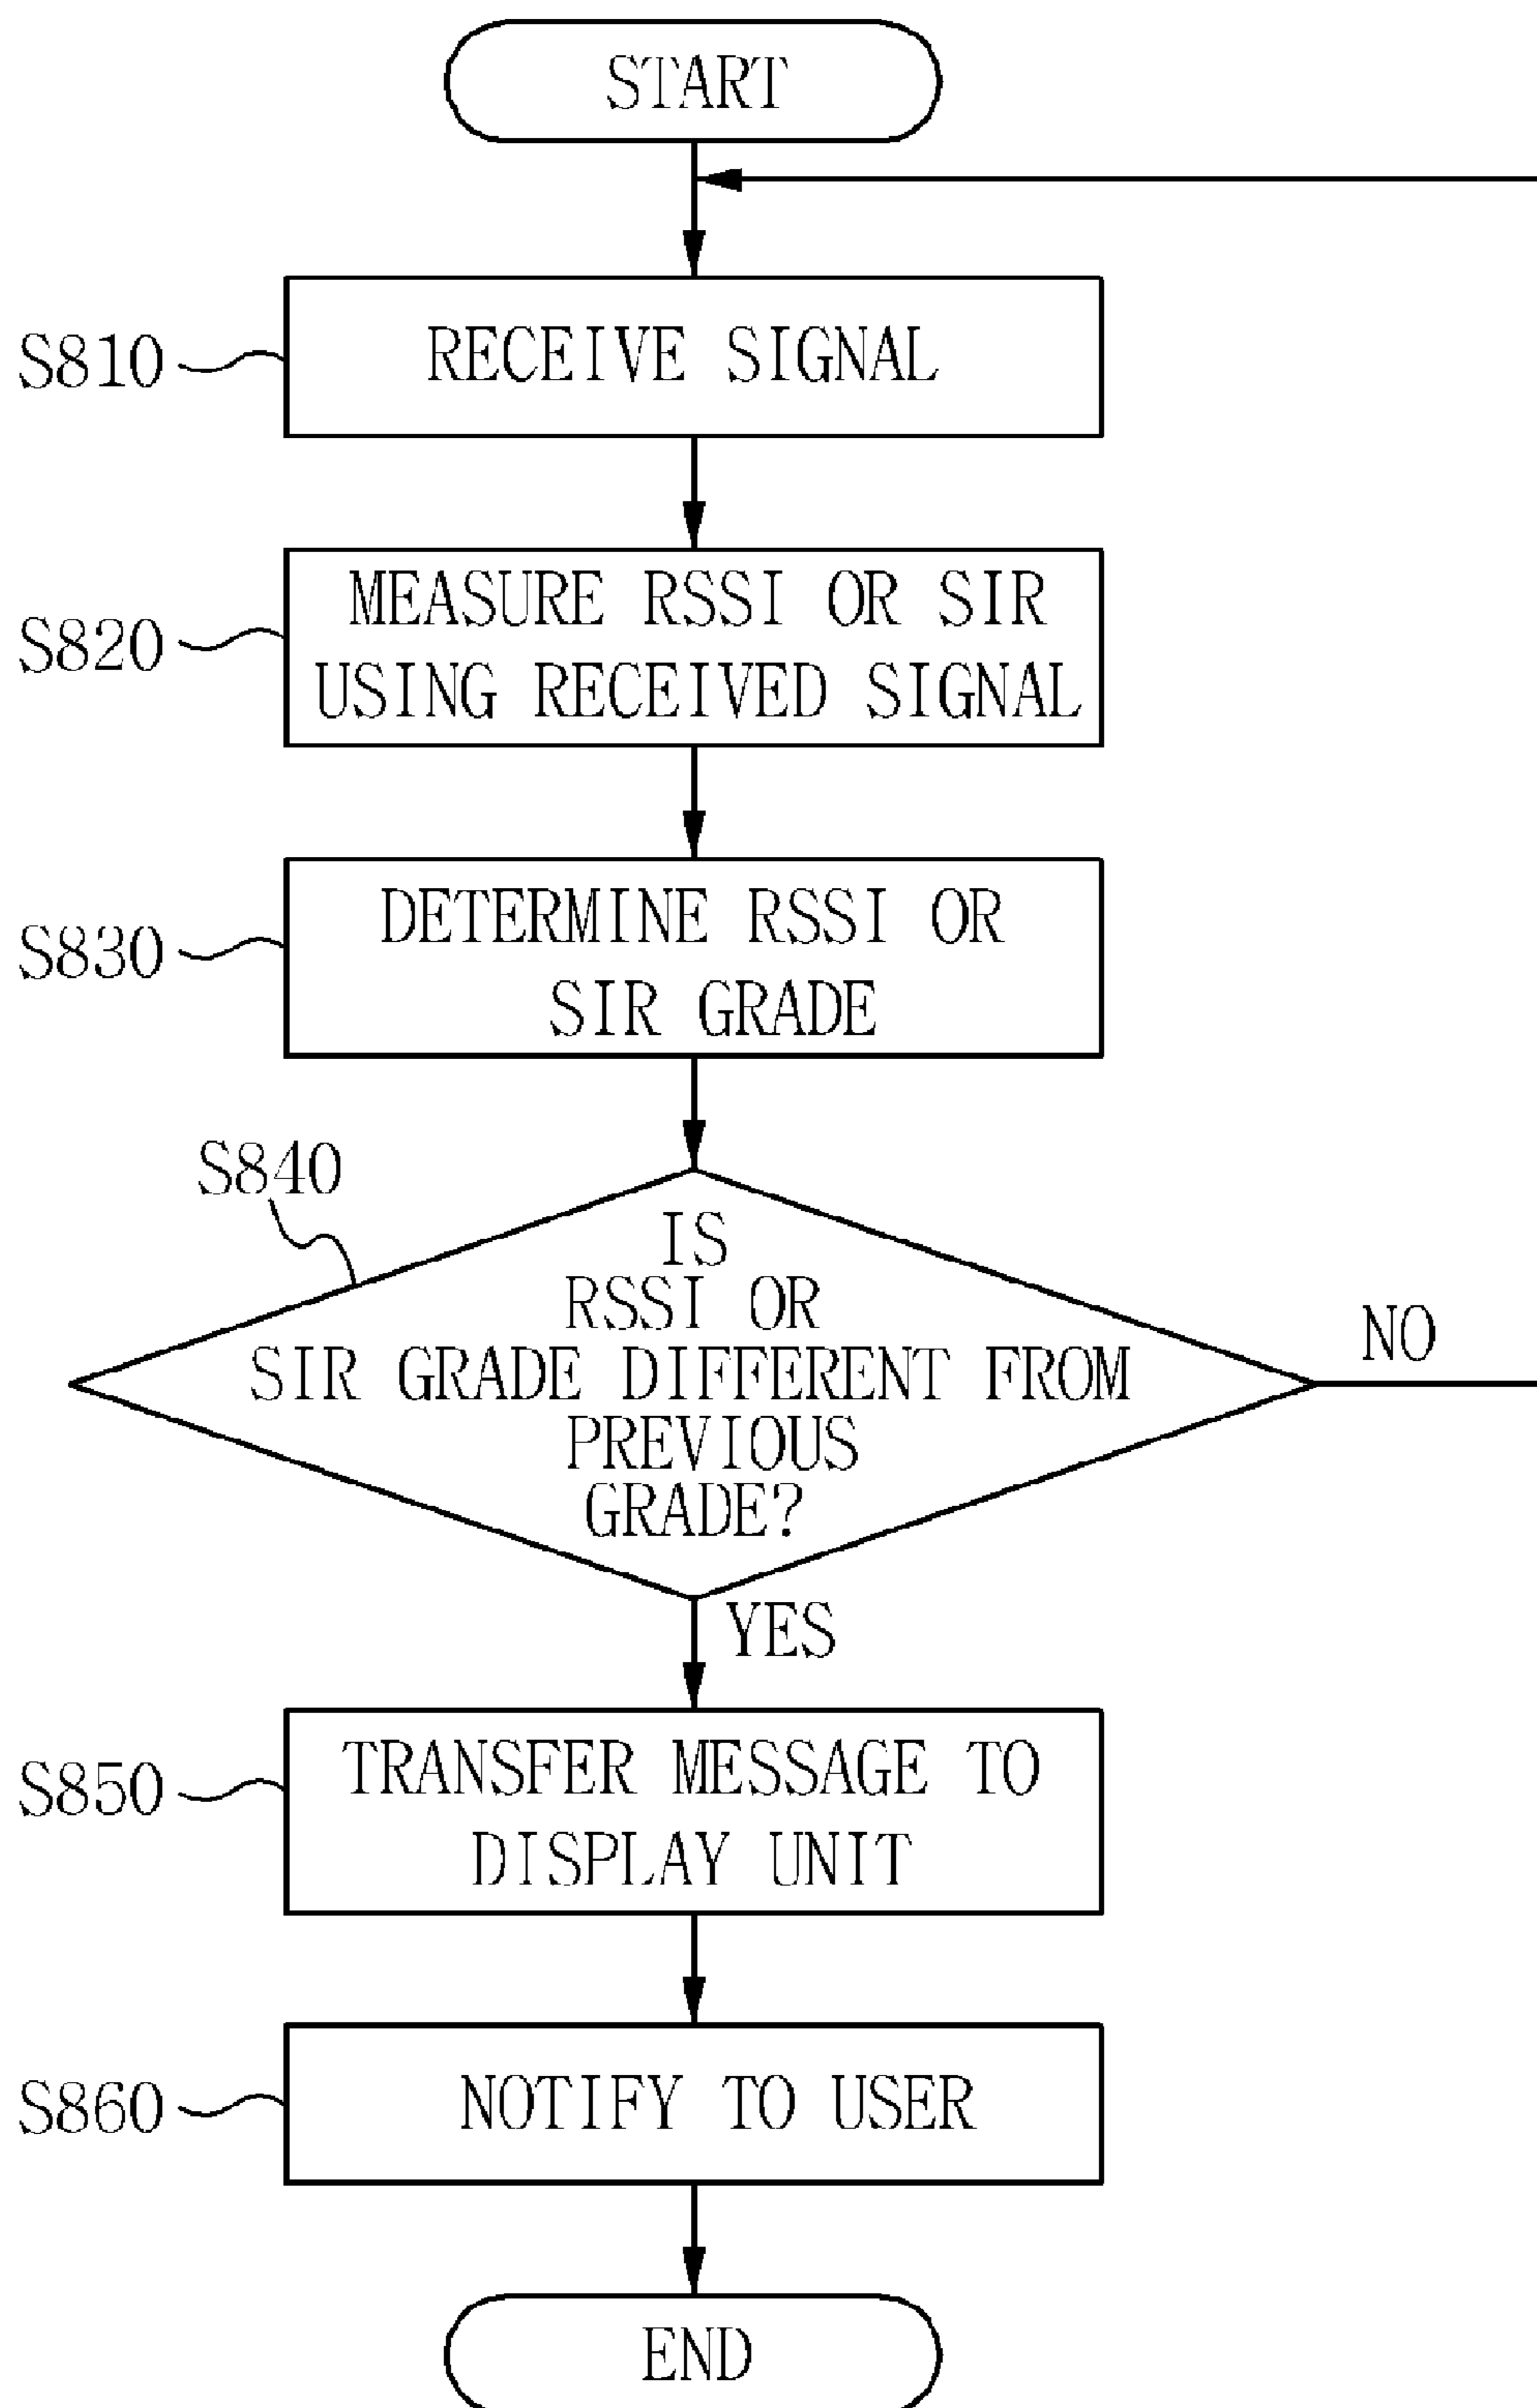 START
S810
RECEIVE SIGNAL
S820
MEASURE RSSI OR SIR
USING RECEIVED SIGNAL
S830
DETERMINE RSSI OR
SIR GRADE
S840
IS
RSSI OR
SIR GRADE DIFFERENT FROM
PREVIOUS
GRADE?
NO
YES
S850
TRANSFER MESSAGE TO
DISPLAY UNIT
S860
NOTIFY TO USER
END